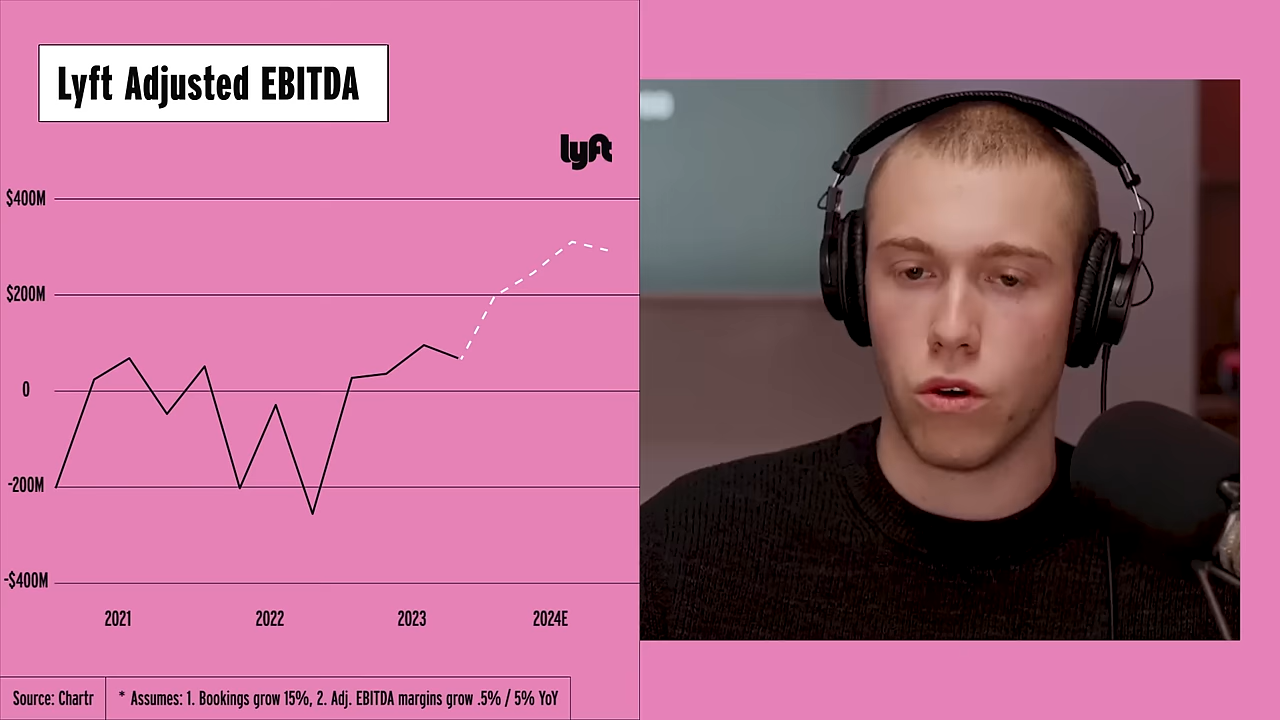 Lyft Adjusted EBITDA
lyft
$400M
$200M
0
-200M
-$400M
2021 2022 2023 2024E
Source: Chartr
* Assumes: 1. Bookings grow 15%, 2. Adj. EBITDA margins grow .5% / 5% YoY